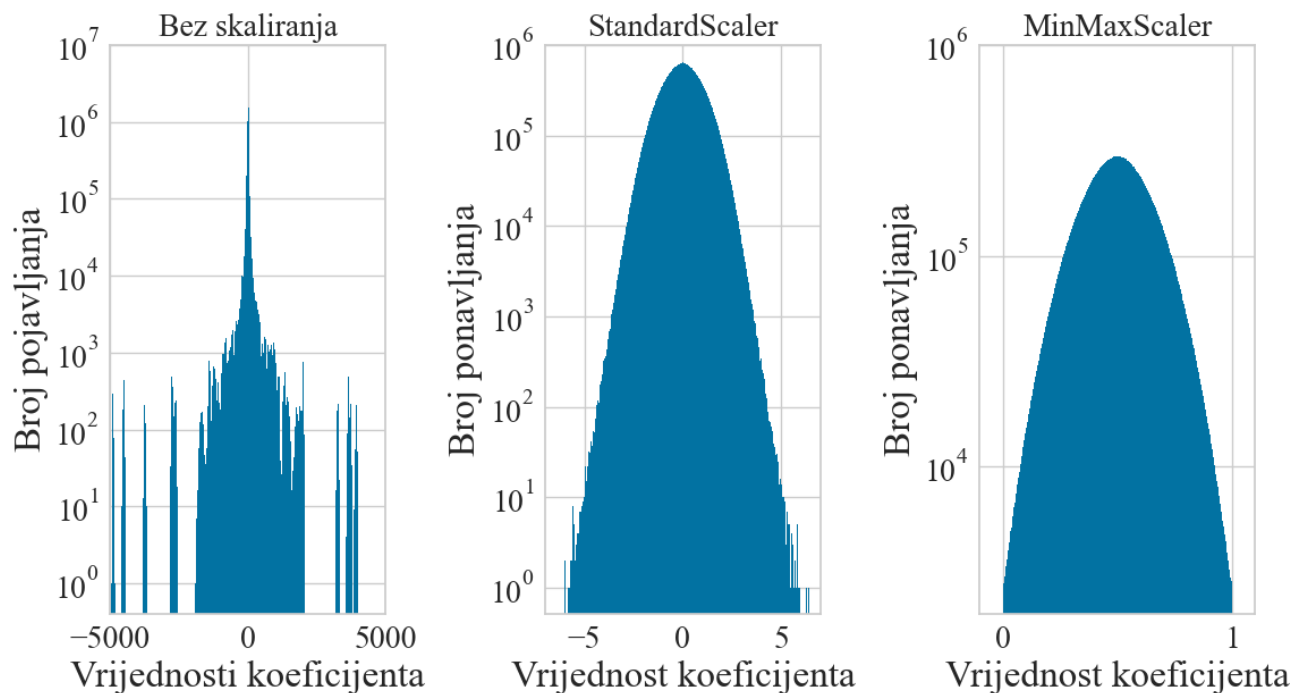 Bez skaliranja
10^7
10^6
10^5
10^4
10^3
10^2
10^1
10^0
Broj pojavljanja
−5000 0 5000
Vrijednosti koeficijenta
StandardScaler
10^6
10^5
10^4
10^3
10^2
10^1
10^0
Broj ponavljanja
−5 0 5
Vrijednost koeficijenta
MinMaxScaler
10^6
10^5
10^4
Broj ponavljanja
0 1
Vrijednost koeficijenta